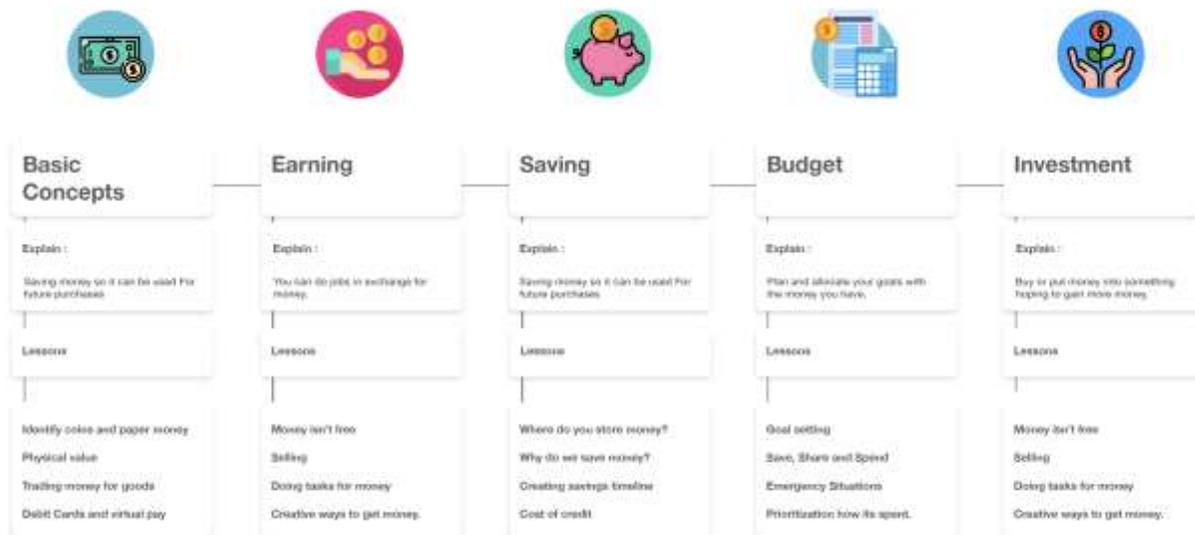 Basic
Concepts
Explain :
Saving money so it can be used For
future purchases
Lessons
Identify coins and paper money
Physical value
Trading money for goods
Debit Cards and virtual pay
Earning
Explain :
You can do jobs in exchange for
money.
Lessons
Money isn't free
Selling
Doing tasks for money
Creative ways to get money.
Saving
Explain :
Saving money so it can be used For
future purchases
Lessons
Where do you store money?
Why do we save money?
Creating savings timeline
Cost of credit
Budget
Explain :
Plan and your goals with
the money you have.
Lessons
Goal setting
Save, Share and Spend
Emergency Situations
Prioritization how its spent.
Investment
Explain :
Buy or put money into something
hoping to gain more money.
Lessons
Money isn't free
Selling
Doing tasks for money
Creative ways to get money.